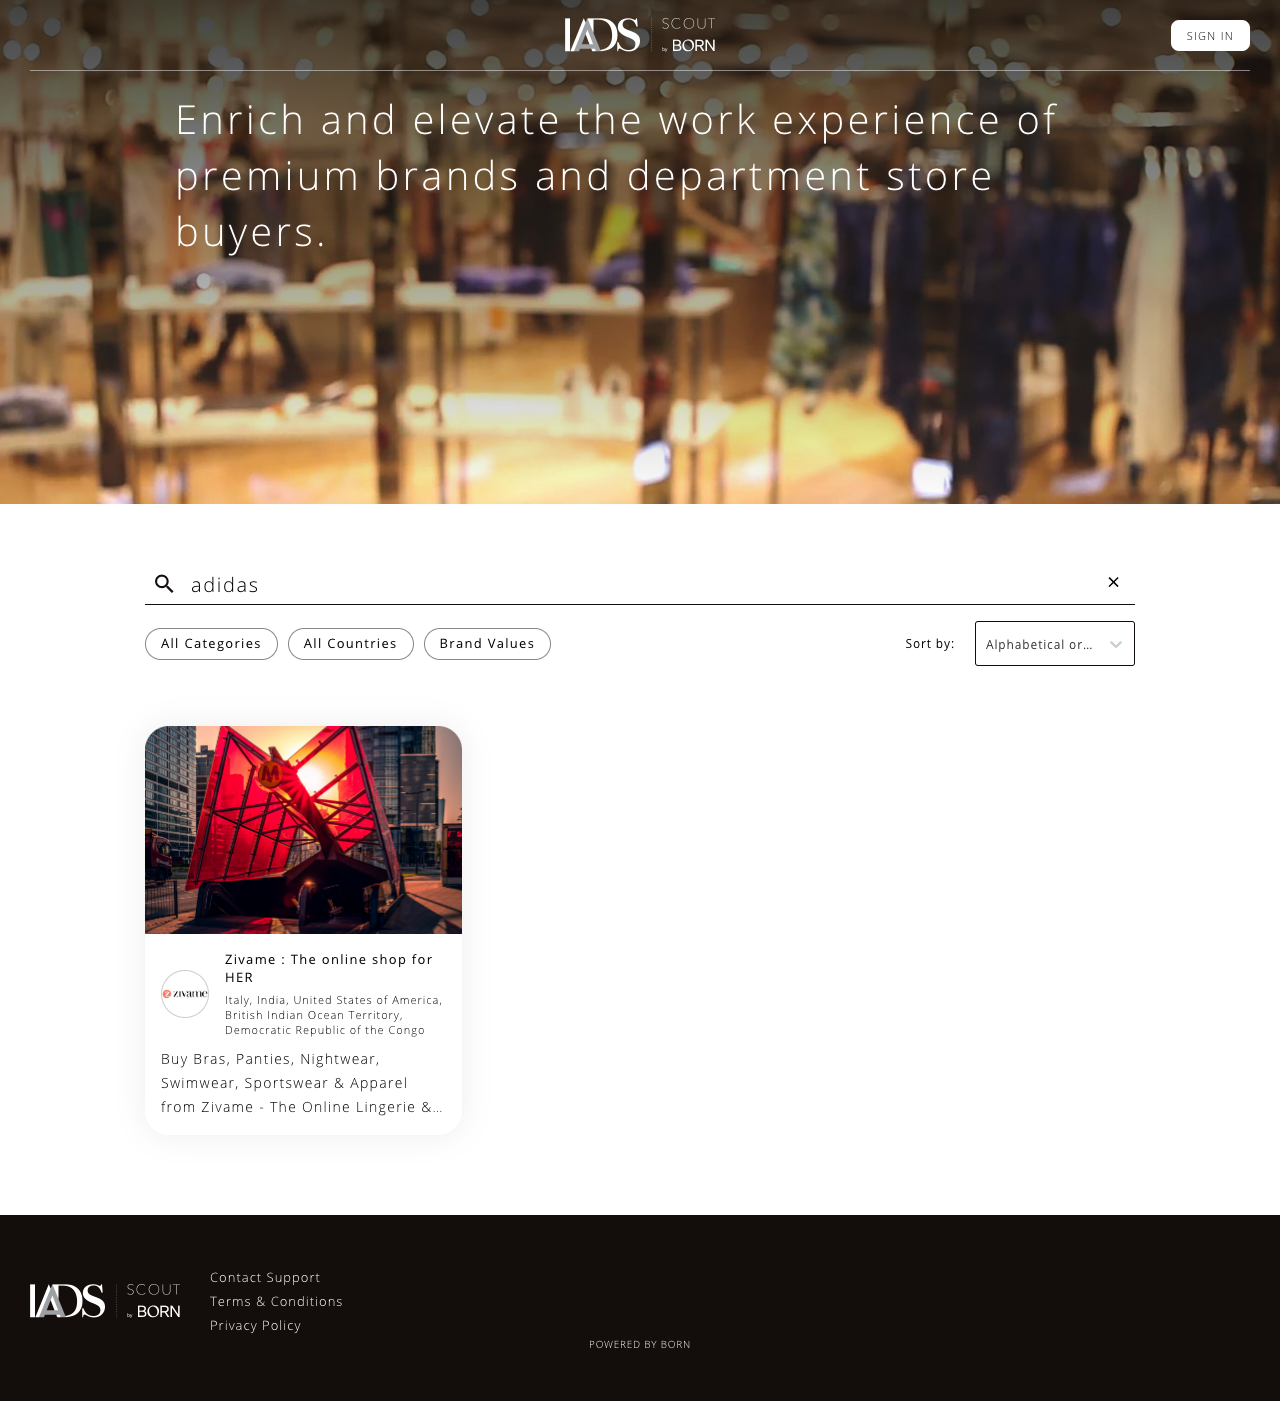 IADS
SCOUT
by BORN
SIGN IN
Enrich and elevate the work experience of
premium brands and department store
buyers.
adidas
All Categories
All Countries
Brand Values
Sort by:
Alphabetical or...
M
zivame
Zivame : The online shop for
HER
Italy, India, United States of America,
British Indian Ocean Territory,
Democratic Republic of the Congo
Buy Bras, Panties, Nightwear,
Swimwear, Sportswear & Apparel
from Zivame - The Online Lingerie &...
IADS
SCOUT
by BORN
Contact Support
Terms & Conditions
Privacy Policy
POWERED BY BORN